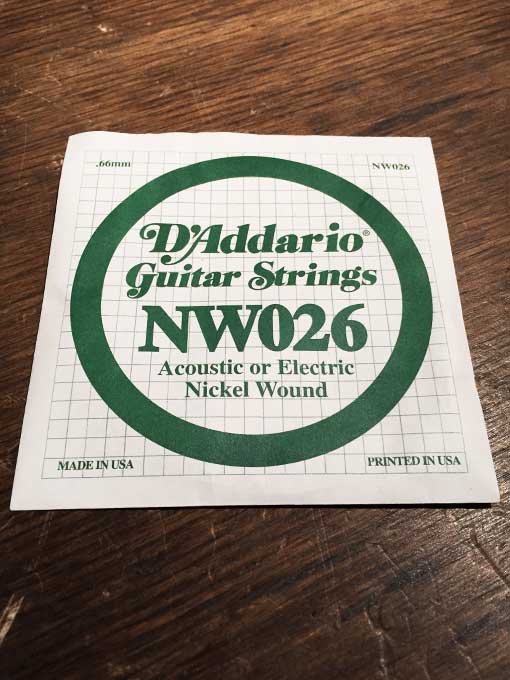 .66mm
NW026
D'Addario®
Guitar Strings
NW026
Acoustic or Electric
Nickel Wound
MADE IN USA
PRINTED IN USA